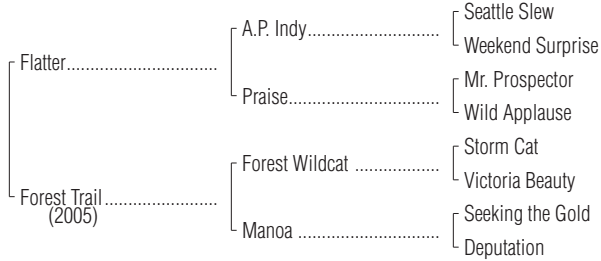 Seattle Slew
A.P. Indy
Weekend Surprise
Flatter
Mr. Prospector
Praise
Wild Applause
Storm Cat
Forest Wildcat
Victoria Beauty
Forest Trail
(2005)
Seeking the Gold
Manoa
Deputation